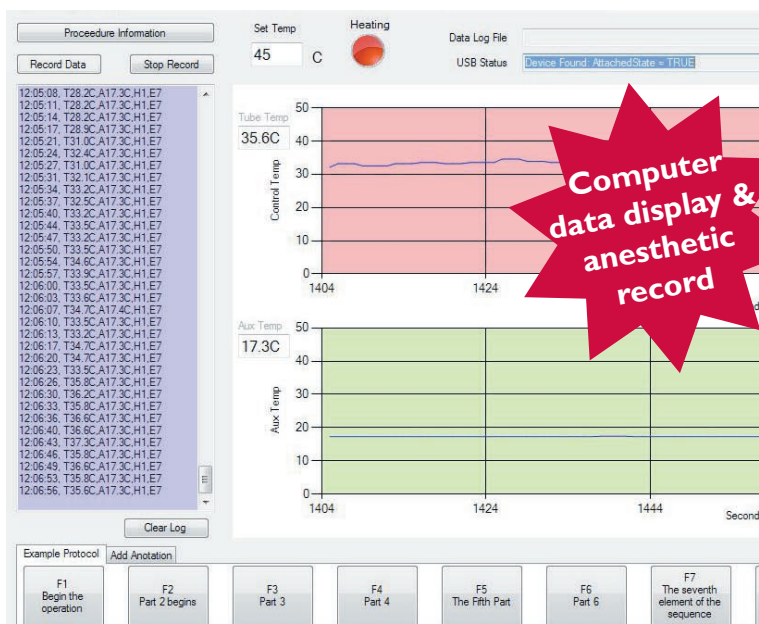 Proceedure Information
Record Data
Stop Record
Set Temp
45
C
Heating
Data Log File
USB Status
Device Found: AttachedState = TRUE
12:05:08, T28.2C,A17.3C,H1,E7
12:05:11, T28.2C,A17.3C,H1,E7
12:05:14, T28.2C,A17.3C,H1,E7
12:05:17, T28.9C,A17.3C,H1,E7
12:05:21, T31.0C,A17.3C,H1,E7
12:05:24, T32.4C,A17.3C,H1,E7
12:05:27, T31.0C,A17.3C,H1,E7
12:05:31, T32.1C,A17.3C,H1,E7
12:05:34, T33.2C,A17.3C,H1,E7
12:05:37, T32.5C,A17.3C,H1,E7
12:05:40, T33.2C,A17.3C,H1,E7
12:05:44, T33.5C,A17.3C,H1,E7
12:05:47, T33.2C,A17.3C,H1,E7
12:05:50, T33.5C,A17.3C,H1,E7
12:05:54, T34.6C,A17.3C,H1,E7
12:05:57, T33.9C,A17.3C,H1,E7
12:06:00, T33.5C,A17.3C,H1,E7
12:06:03, T33.6C,A17.3C,H1,E7
12:06:07, T34.7C,A17.4C,H1,E7
12:06:10, T33.5C,A17.3C,H1,E7
12:06:13, T33.2C,A17.3C,H1,E7
12:06:17, T34.7C,A17.3C,H1,E7
12:06:20, T34.7C,A17.3C,H1,E7
12:06:23, T33.5C,A17.3C,H1,E7
12:06:26, T35.8C,A17.3C,H1,E7
12:06:30, T36.2C,A17.3C,H1,E7
12:06:33, T35.8C,A17.3C,H1,E7
12:06:36, T36.6C,A17.3C,H1,E7
12:06:40, T36.6C,A17.3C,H1,E7
12:06:43, T37.3C,A17.3C,H1,E7
12:06:46, T35.8C,A17.3C,H1,E7
12:06:49, T36.6C,A17.3C,H1,E7
12:06:53, T35.8C,A17.3C,H1,E7
12:06:56, T35.6C,A17.3C,H1,E7
Clear Log
Tube Temp
35.6C
Control Temp
50
40
30
20
10
0
1404
1424
Computer
data display &
anesthetic
record
Aux Temp
17.3C
Aux Temp
50
40
30
20
10
0
1404
1424
1444
Second
Example Protocol
Add Anotation
F1
Begin the
operation
F2
Part 2 begins
F3
Part 3
F4
Part 4
F5
The Fifth Part
F6
Part 6
F7
The seventh
element of the
sequence